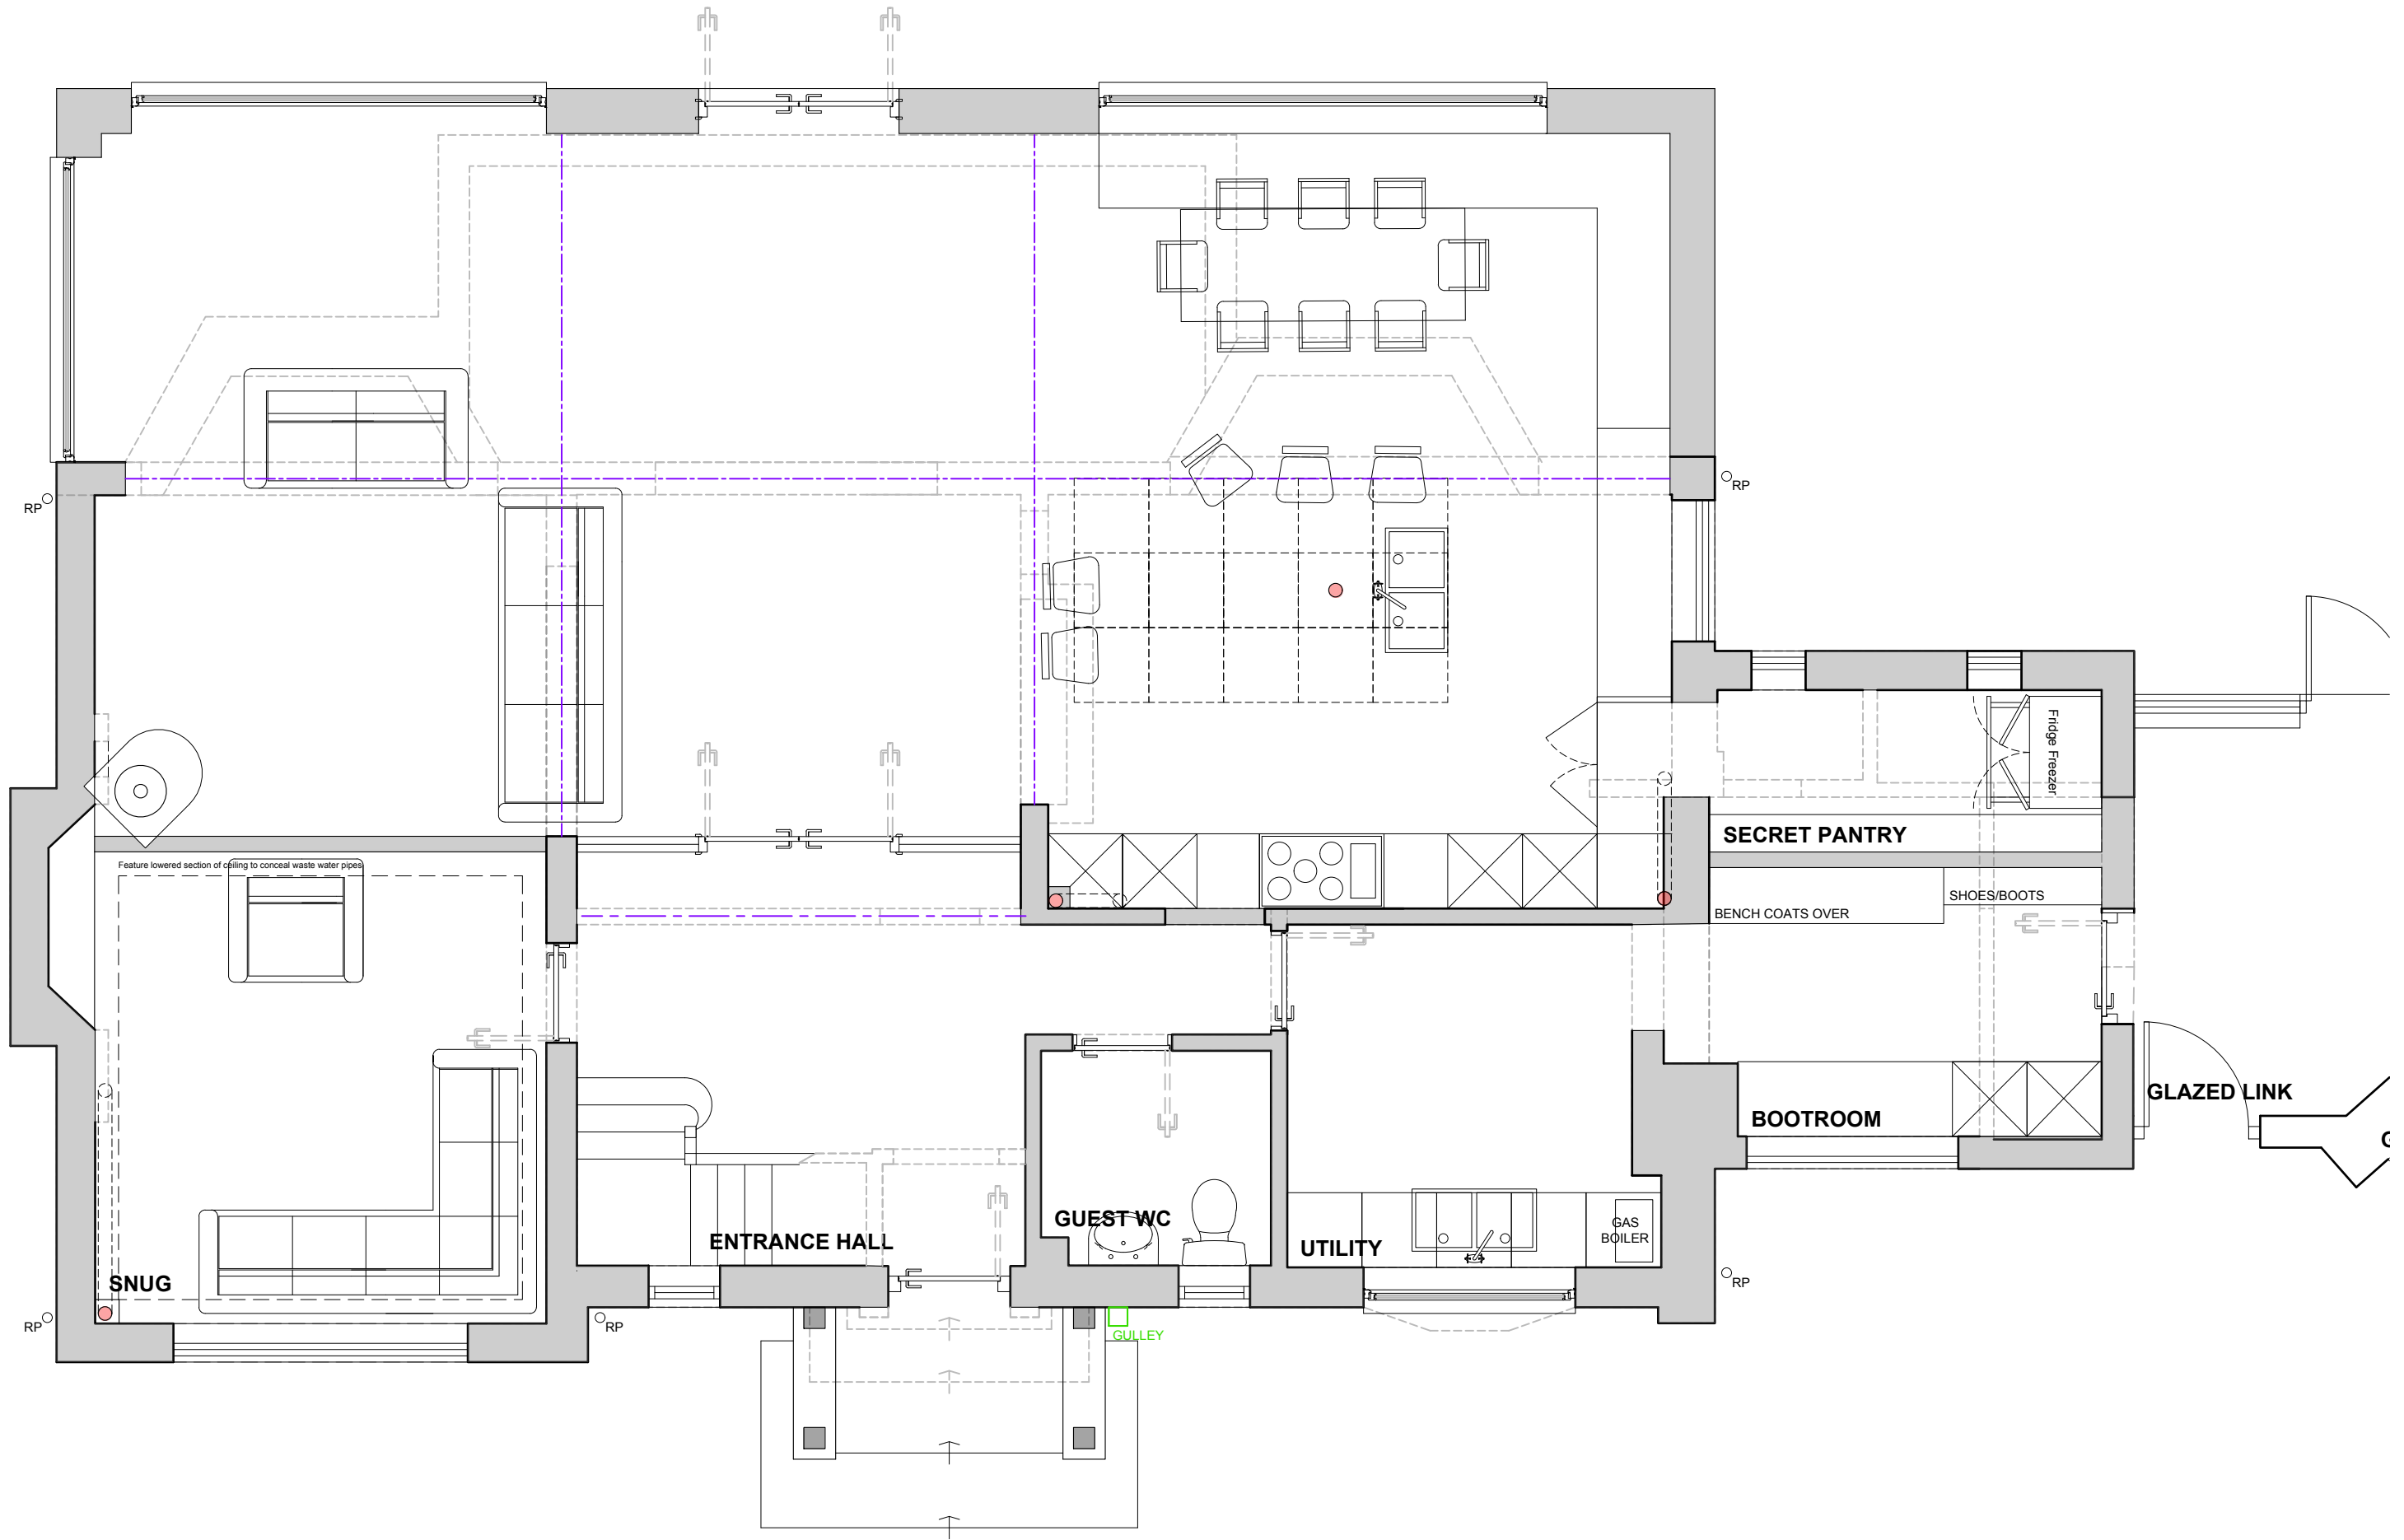 RP
RP
Fridge Freezer
SECRET PANTRY
Feature lowered section of ceiling to conceal waste water pipes
SHOES/BOOTS
BENCH COATS OVER
GLAZED LINK
BOOTROOM
G
GUEST WC
GAS
BOILER
ENTRANCE HALL
UTILITY
SNUG
RP
RP
RP
GULLEY